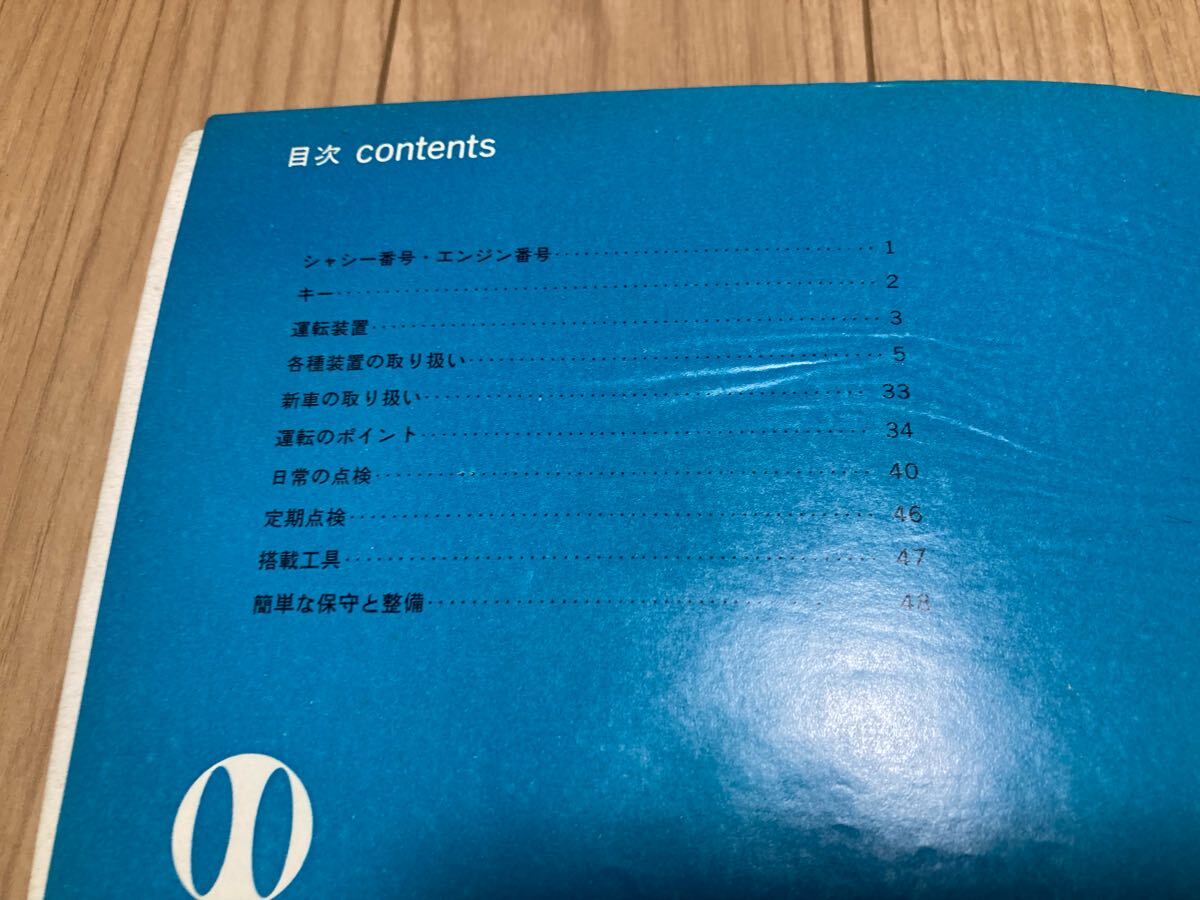 目次 contents
シャシー番号・エンジン番号 1
キー 2
運転装置 3
各種装置の取り扱い 5
新車の取り扱い 33
運転のポイント 34
日常の点検 40
定期点検 46
搭載工具 47
簡単な保守と整備 48